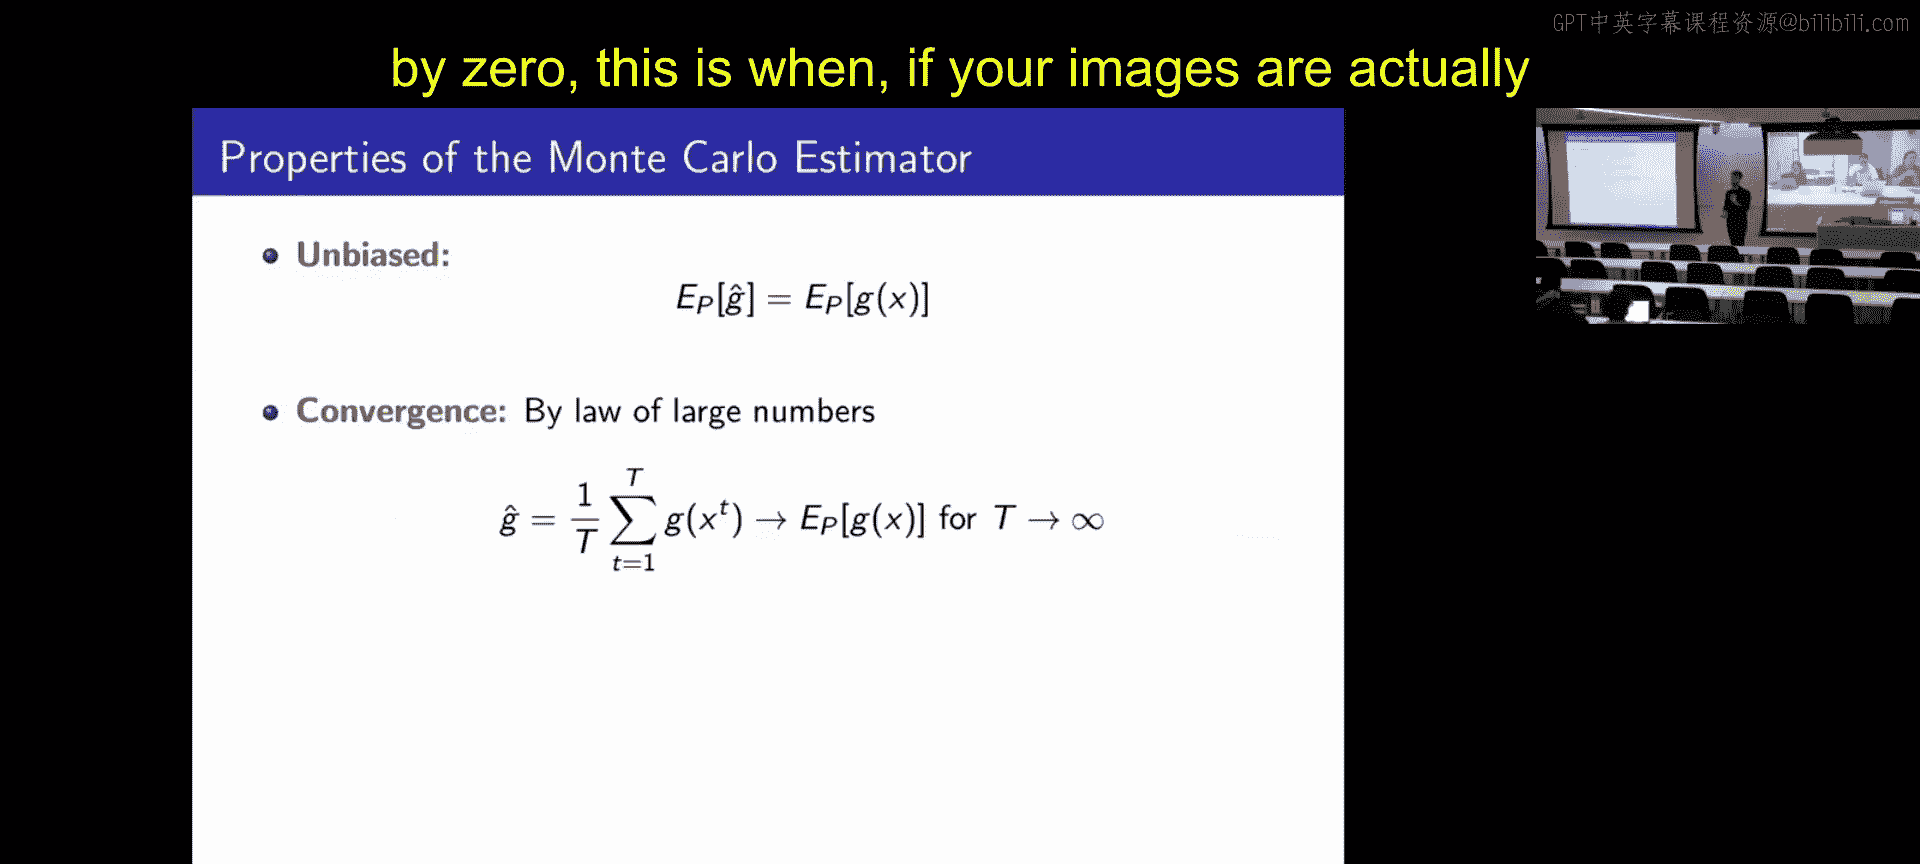 GPT中英字幕课程资源@bilibili.com
by zero, this is when, if your images are actually
Properties of the Monte Carlo Estimator
Unbiased:
E_P[ĝ] = E_P[g(x)]
Convergence: By law of large numbers
ĝ = 1/T ∑_{t=1}^{T} g(x^t) → E_P[g(x)] for T → ∞